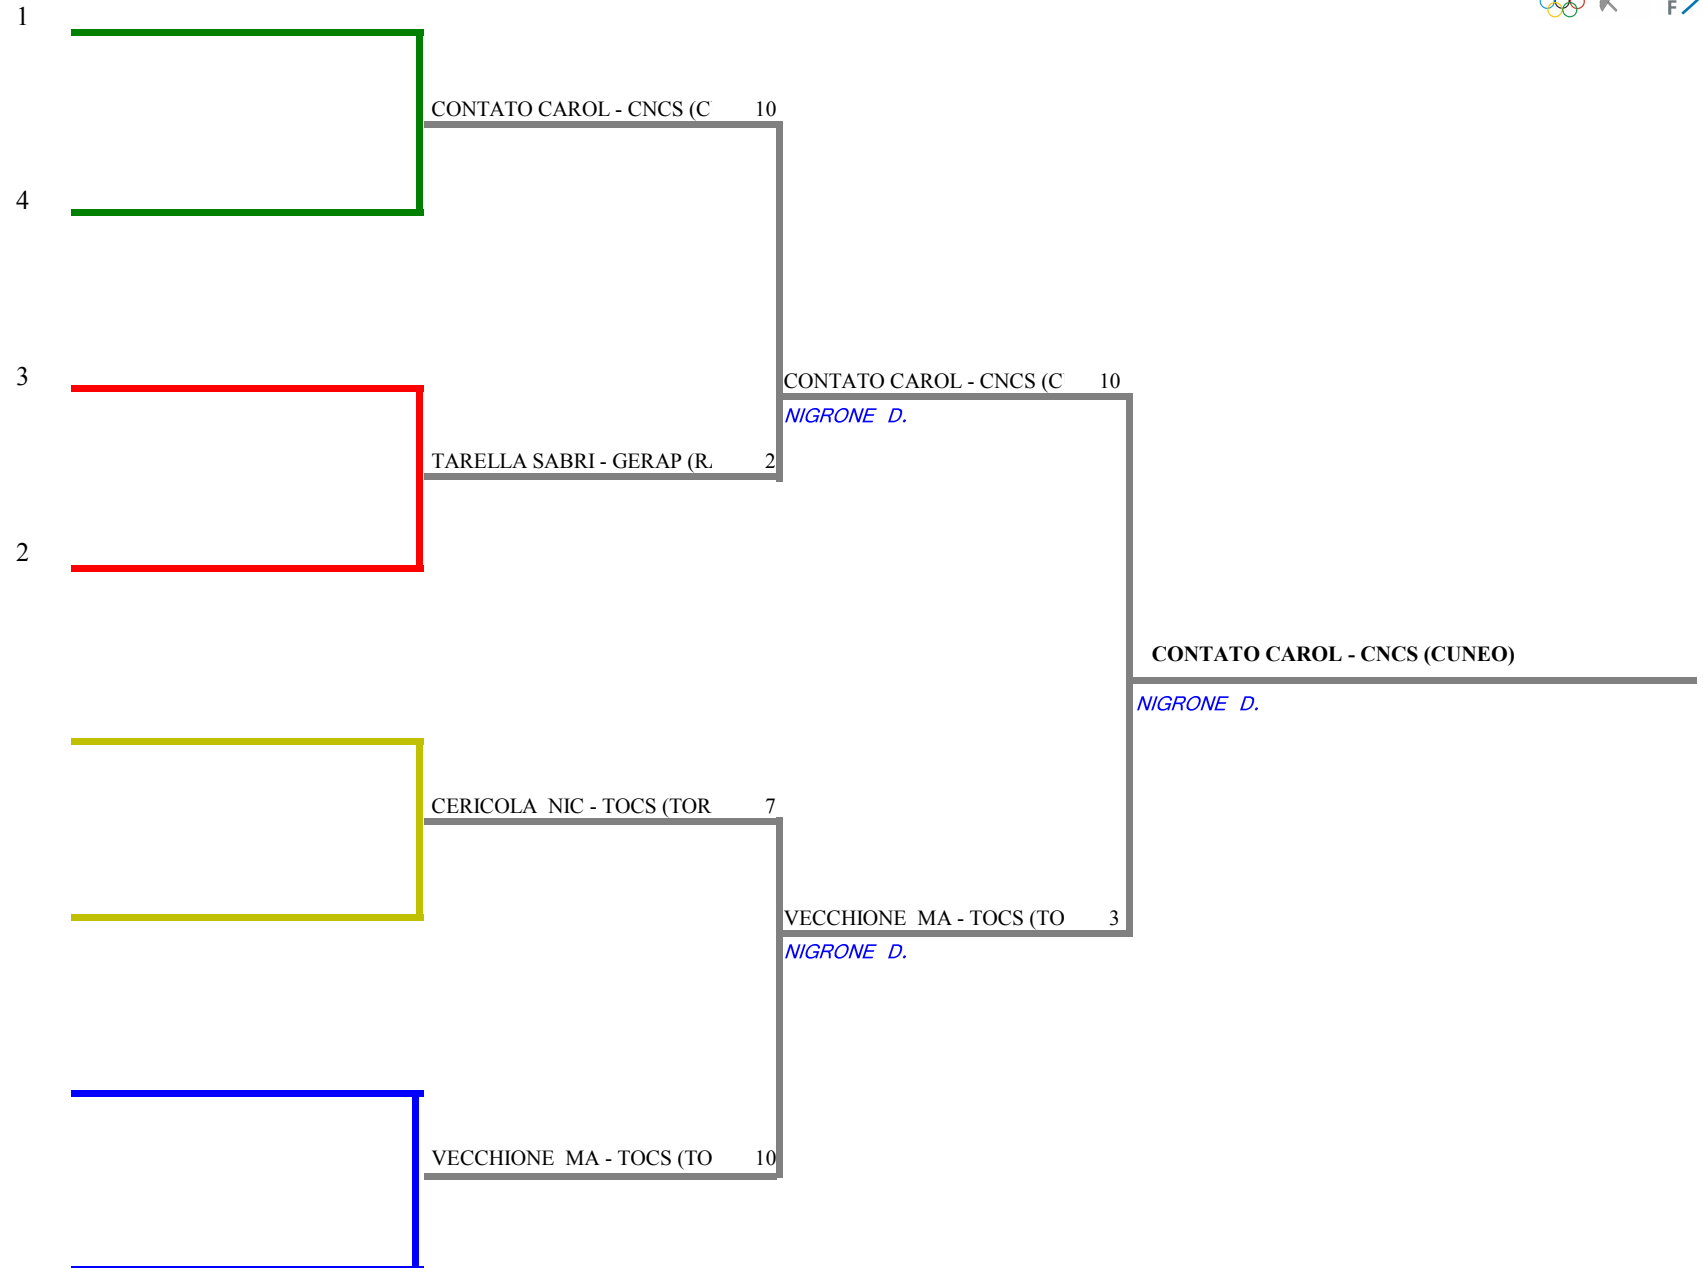 1
CONTATO CAROL - CNCS (C 10
4
3
CONTATO CAROL - CNCS (C 10
NIGRONE D.
TARELLA SABRI - GERAP (R. 2
2
CONTATO CAROL - CNCS (CUNEO)
NIGRONE D.
CERICOLA NIC - TOCS (TOR 7
VECCHIONE MA - TOCS (TO 3
NIGRONE D.
VECCHIONE MA - TOCS (TO 10
F